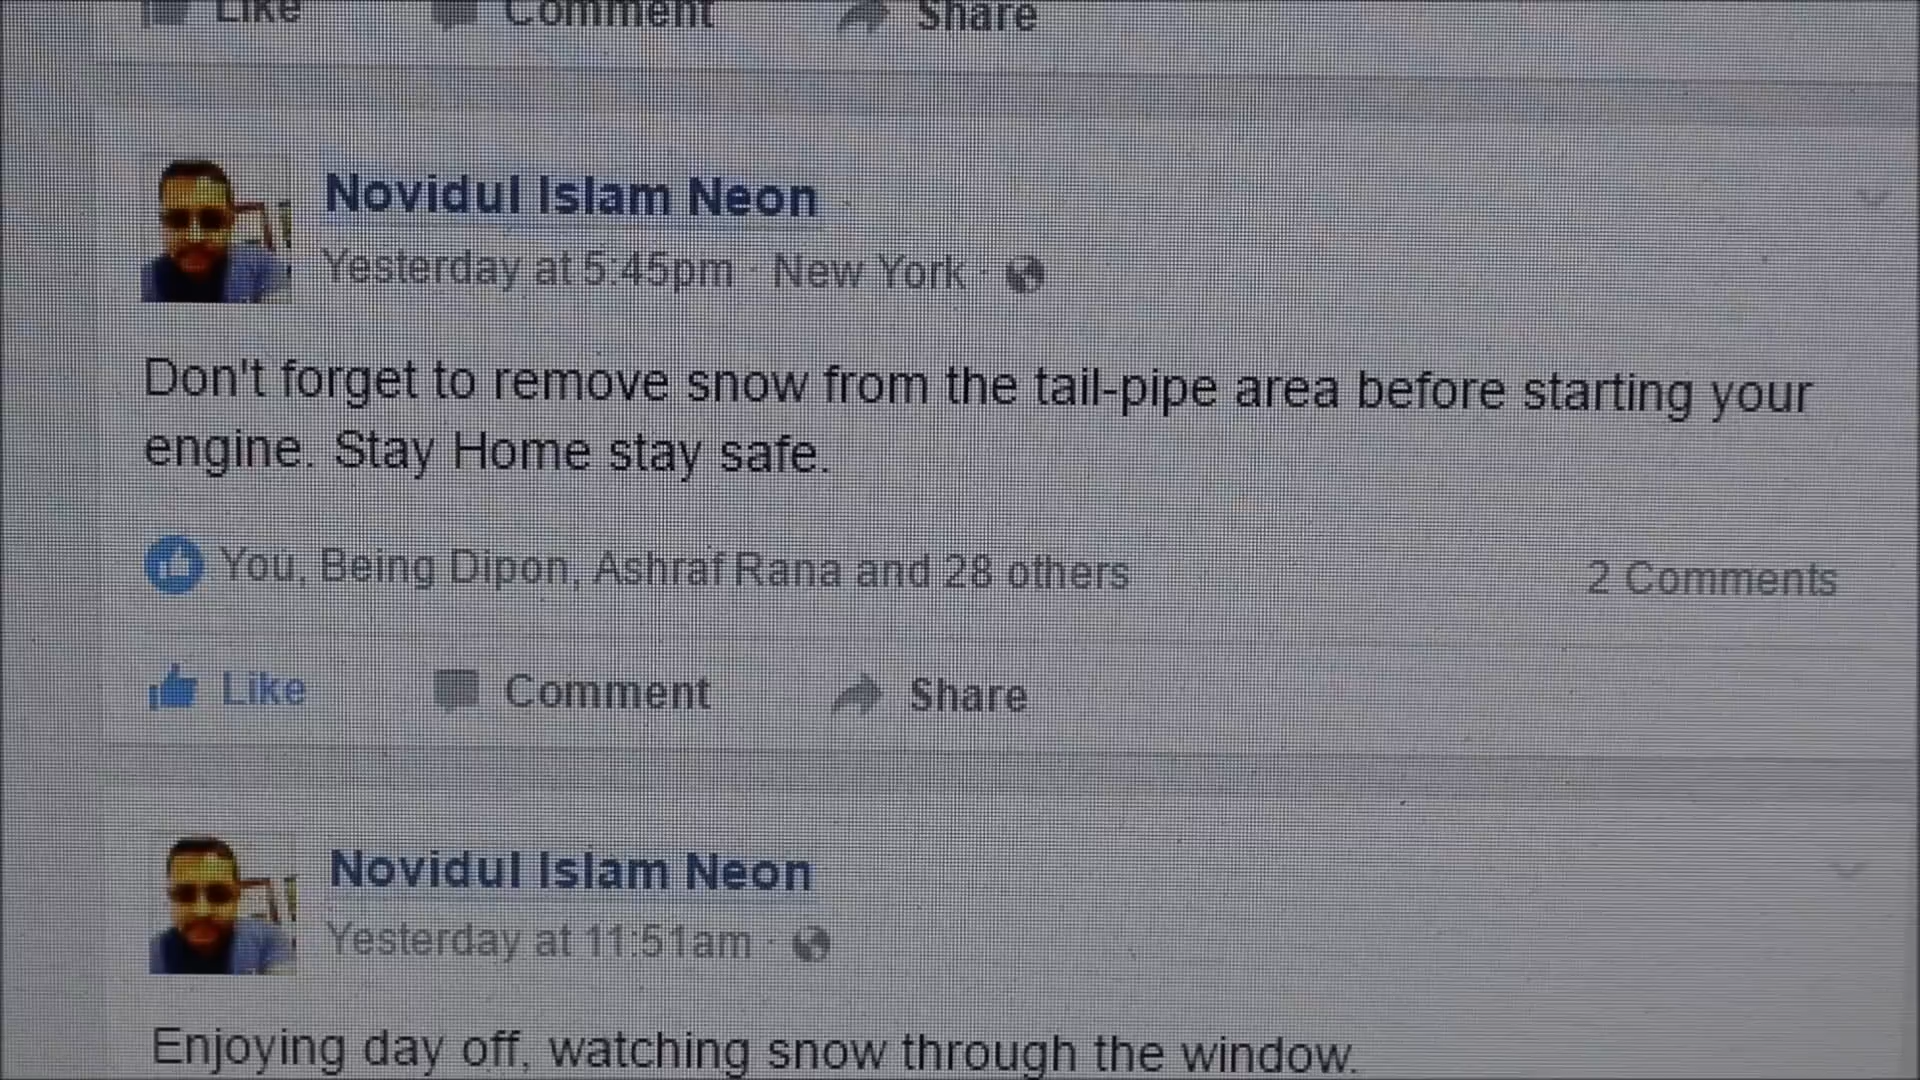 Like Comment Share
Novidul Islam Neon
Yesterday at 5:45pm · New York ·
Don't forget to remove snow from the tail-pipe area before starting your
engine. Stay Home stay safe.
You, Being Dipon, Ashraf Rana and 28 others 2 Comments
Like Comment Share
Novidul Islam Neon
Yesterday at 11:51am ·
Enjoying day off, watching snow through the window.